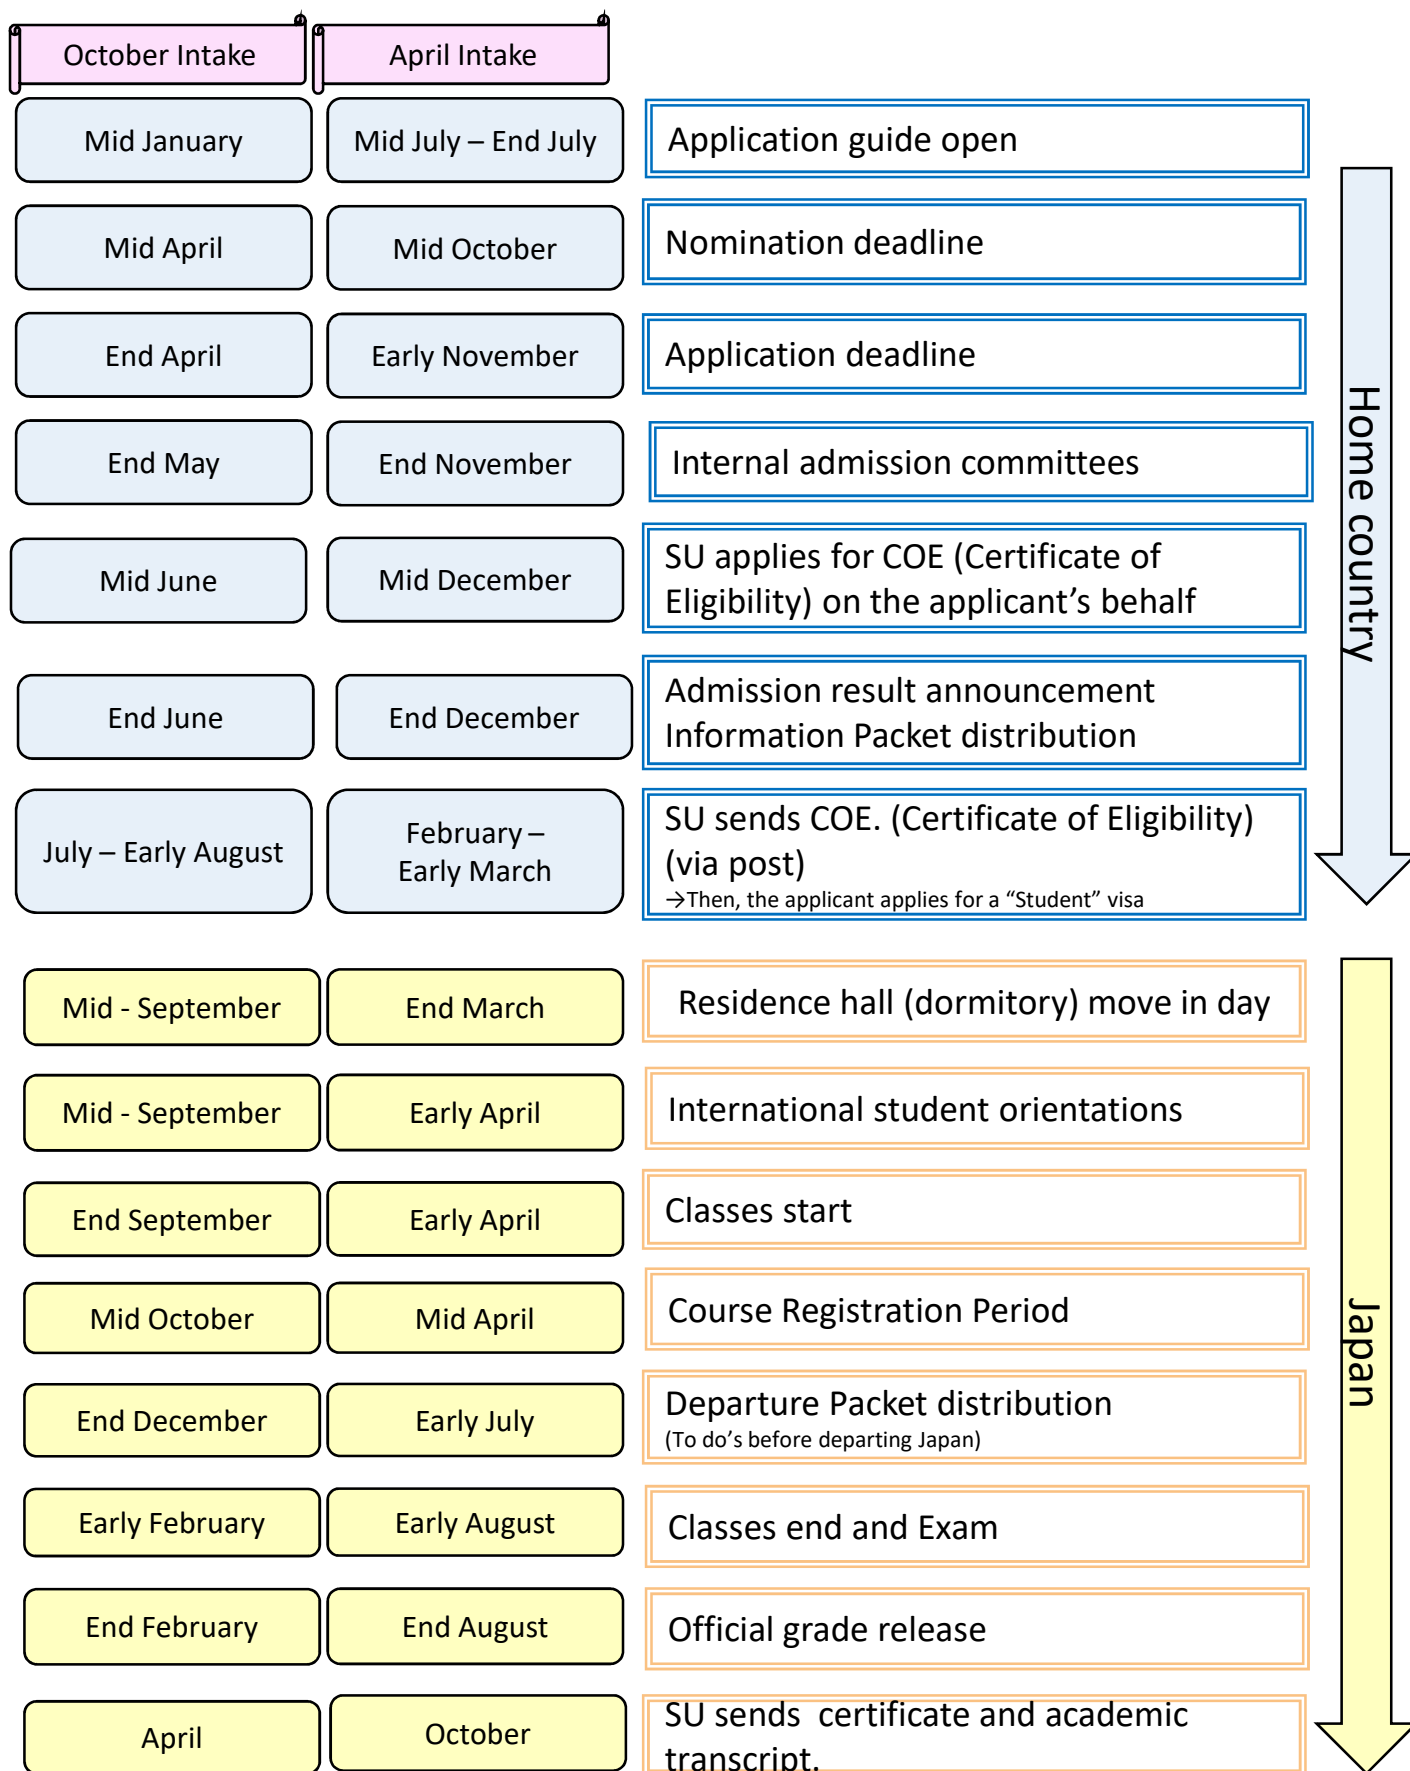 October Intake
April Intake
Mid January
Mid July – End July
Application guide open
Mid April
Mid October
Nomination deadline
End April
Early November
Application deadline
End May
End November
Internal admission committees
Mid June
Mid December
SU applies for COE (Certificate of
Eligibility) on the applicant’s behalf
End June
End December
Admission result announcement
Information Packet distribution
July – Early August
February –
Early March
SU sends COE. (Certificate of Eligibility)
(via post)
→Then, the applicant applies for a “Student” visa
Home country
Mid - September
End March
Residence hall (dormitory) move in day
Mid - September
Early April
International student orientations
End September
Early April
Classes start
Mid October
Mid April
Course Registration Period
End December
Early July
Departure Packet distribution
(To do’s before departing Japan)
Early February
Early August
Classes end and Exam
End February
End August
Official grade release
April
October
SU sends  certificate and academic
transcript.
Japan